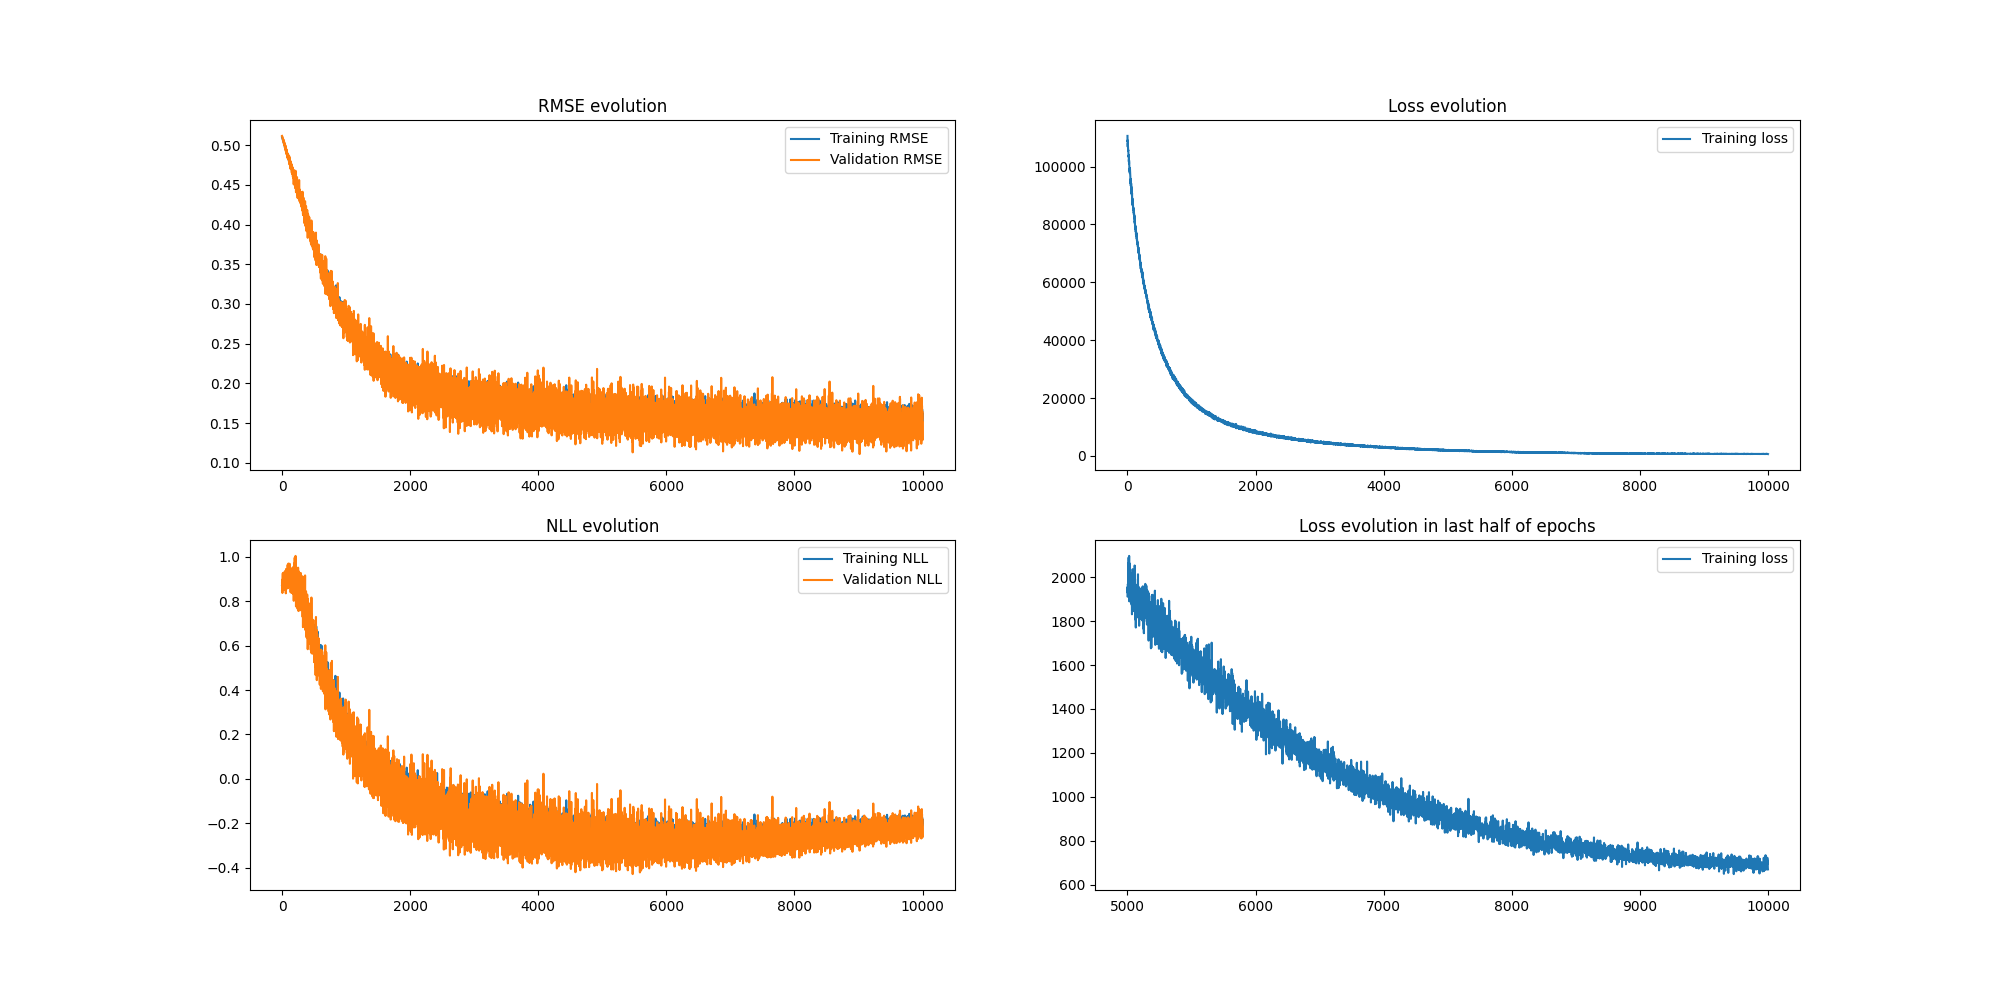 RMSE evolution
Training RMSE
Validation RMSE
0.50
0.45
0.40
0.35
0.30
0.25
0.20
0.15
0.10
0 2000 4000 6000 8000 10000
Loss evolution
Training loss
100000
80000
60000
40000
20000
0
0 2000 4000 6000 8000 10000
NLL evolution
Training NLL
Validation NLL
1.0
0.8
0.6
0.4
0.2
0.0
−0.2
−0.4
0 2000 4000 6000 8000 10000
Loss evolution in last half of epochs
Training loss
2000
1800
1600
1400
1200
1000
800
600
5000 6000 7000 8000 9000 10000